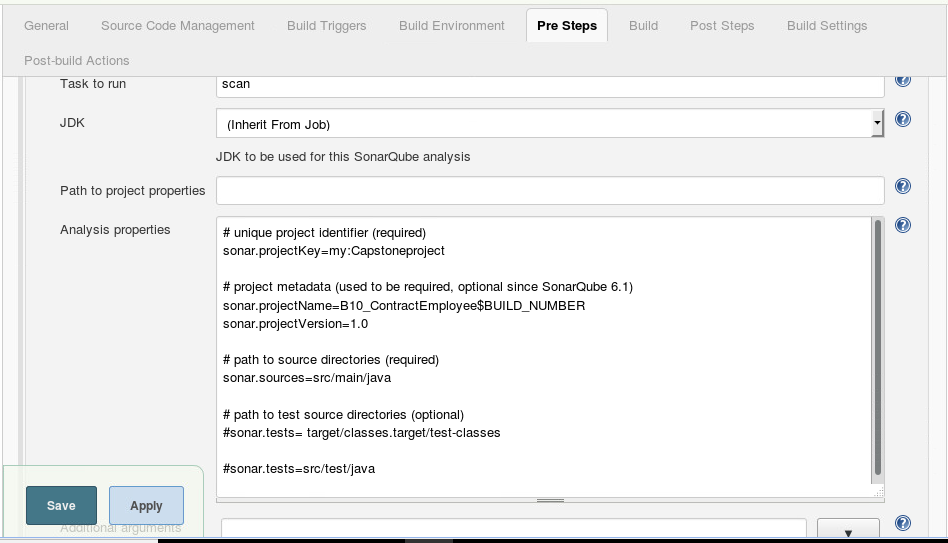 General Source Code Management Build Triggers Build Environment Pre Steps Build Post Steps Build Settings
Post-build Actions
Task to run scan
JDK (Inherit From Job)
JDK to be used for this SonarQube analysis
Path to project properties
Analysis properties
# unique project identifier (required)
sonar.projectKey=my:Capstoneproject
# project metadata (used to be required, optional since SonarQube 6.1)
sonar.projectName=B10_ContractEmployee$BUILD_NUMBER
sonar.projectVersion=1.0
# path to source directories (required)
sonar.sources=src/main/java
# path to test source directories (optional)
#sonar.tests= target/classes.target/test-classes
#sonar.tests=src/test/java
Save Apply
Additional arguments